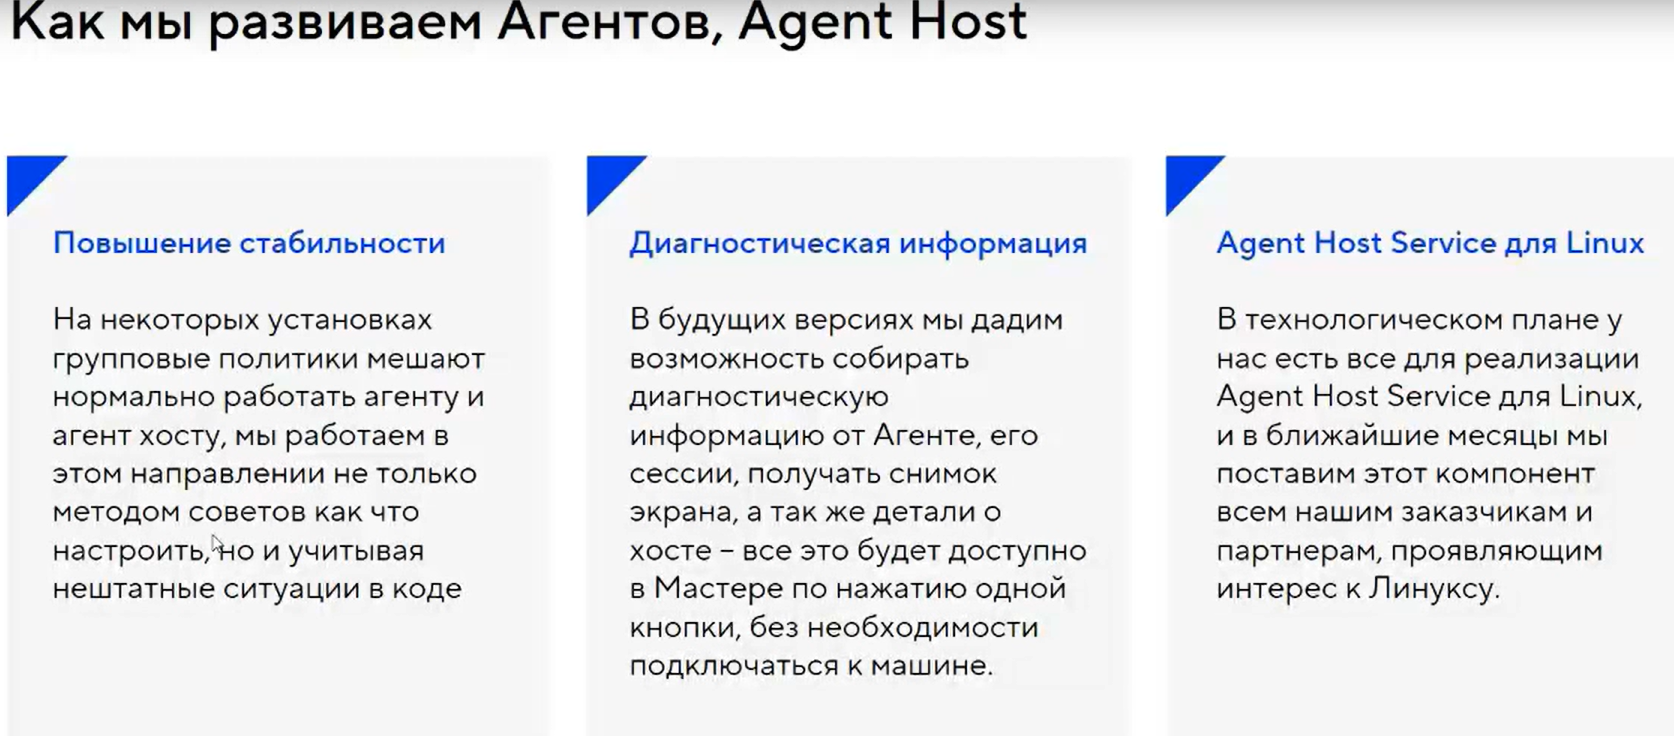 Как мы развиваем Агентов, Agent Host
Повышение стабильности
На некоторых установках
групповые политики мешают
нормально работать агенту и
агент хосту, мы работаем в
этом направлении не только
методом советов как что
настроить, но и учитывая
нештатные ситуации в коде
Диагностическая информация
В будущих версиях мы дадим
возможность собирать
диагностическую
информацию от Агенте, его
сессии, получать снимок
экрана, а так же детали о
хосте – все это будет доступно
в Мастере по нажатию одной
кнопки, без необходимости
подключаться к машине.
Agent Host Service для Linux
В технологическом плане у
нас есть все для реализации
Agent Host Service для Linux,
и в ближайшие месяцы мы
поставим этот компонент
всем нашим заказчикам и
партнерам, проявляющим
интерес к Линуксу.